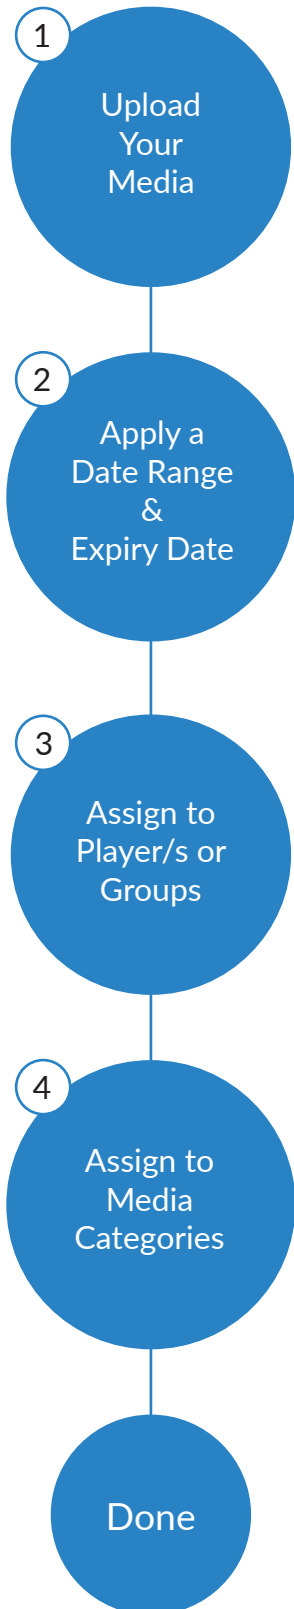 1
Upload
Your
Media
2
Apply a
Date Range
&
Expiry Date
3
Assign to
Player/s or
Groups
4
Assign to
Media
Categories
Done